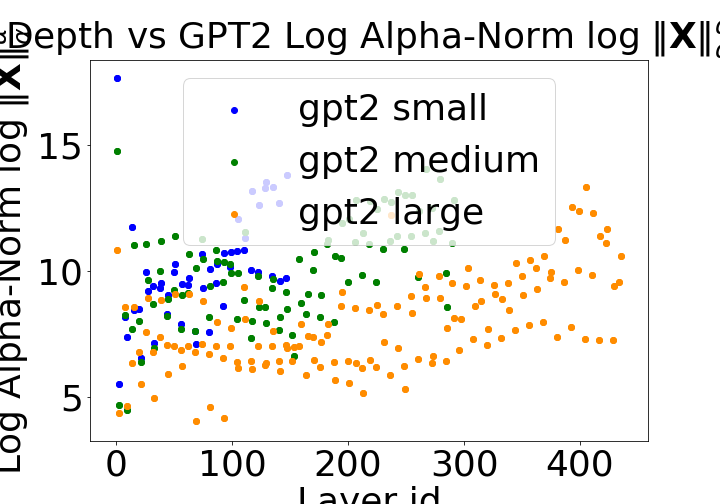 Depth vs GPT2 Log Alpha-Norm log ‖X‖
Log Alpha-Norm log ‖X‖
gpt2 small
gpt2 medium
gpt2 large
15
10
5
0 100 200 300 400
Layer id